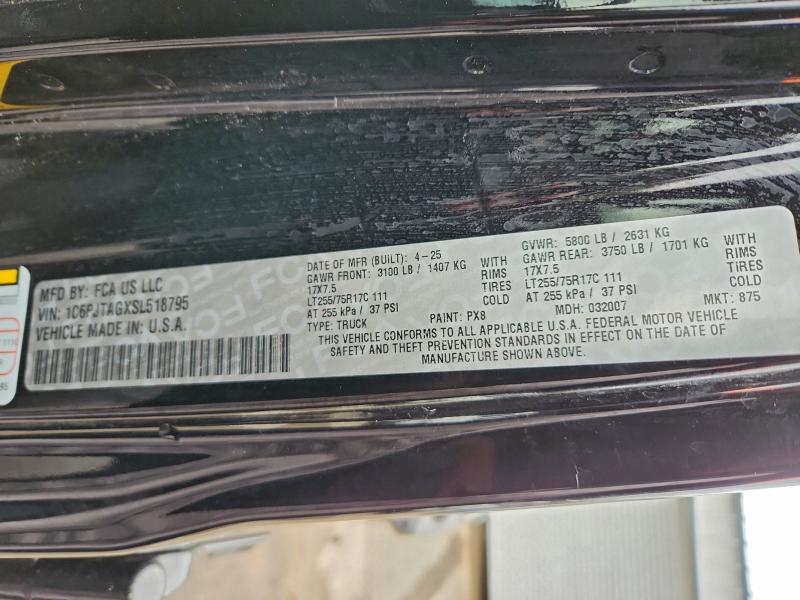 MFD BY: FCA US LLC
VIN: 1C6PJTAGXSL518795
VEHICLE MADE IN U.S.A.
DATE OF MFR (BUILT): 4-25
GAWR FRONT: 3100 LB / 1407 KG WITH
17X7.5 RIMS
LT255/75R17C 111 TIRES
AT 255 kPa / 37 PSI COLD
TYPE: TRUCK PAINT: PX8
GVWR: 5800 LB / 2631 KG
GAWR REAR: 3750 LB / 1701 KG WITH
17X7.5 RIMS
LT255/75R17C 111 TIRES
AT 255 kPa / 37 PSI COLD
MDH: 032007 MKT: 875
THIS VEHICLE CONFORMS TO ALL APPLICABLE U.S.A. FEDERAL MOTOR VEHICLE
SAFETY AND THEFT PREVENTION STANDARDS IN EFFECT ON THE DATE OF
MANUFACTURE SHOWN ABOVE.